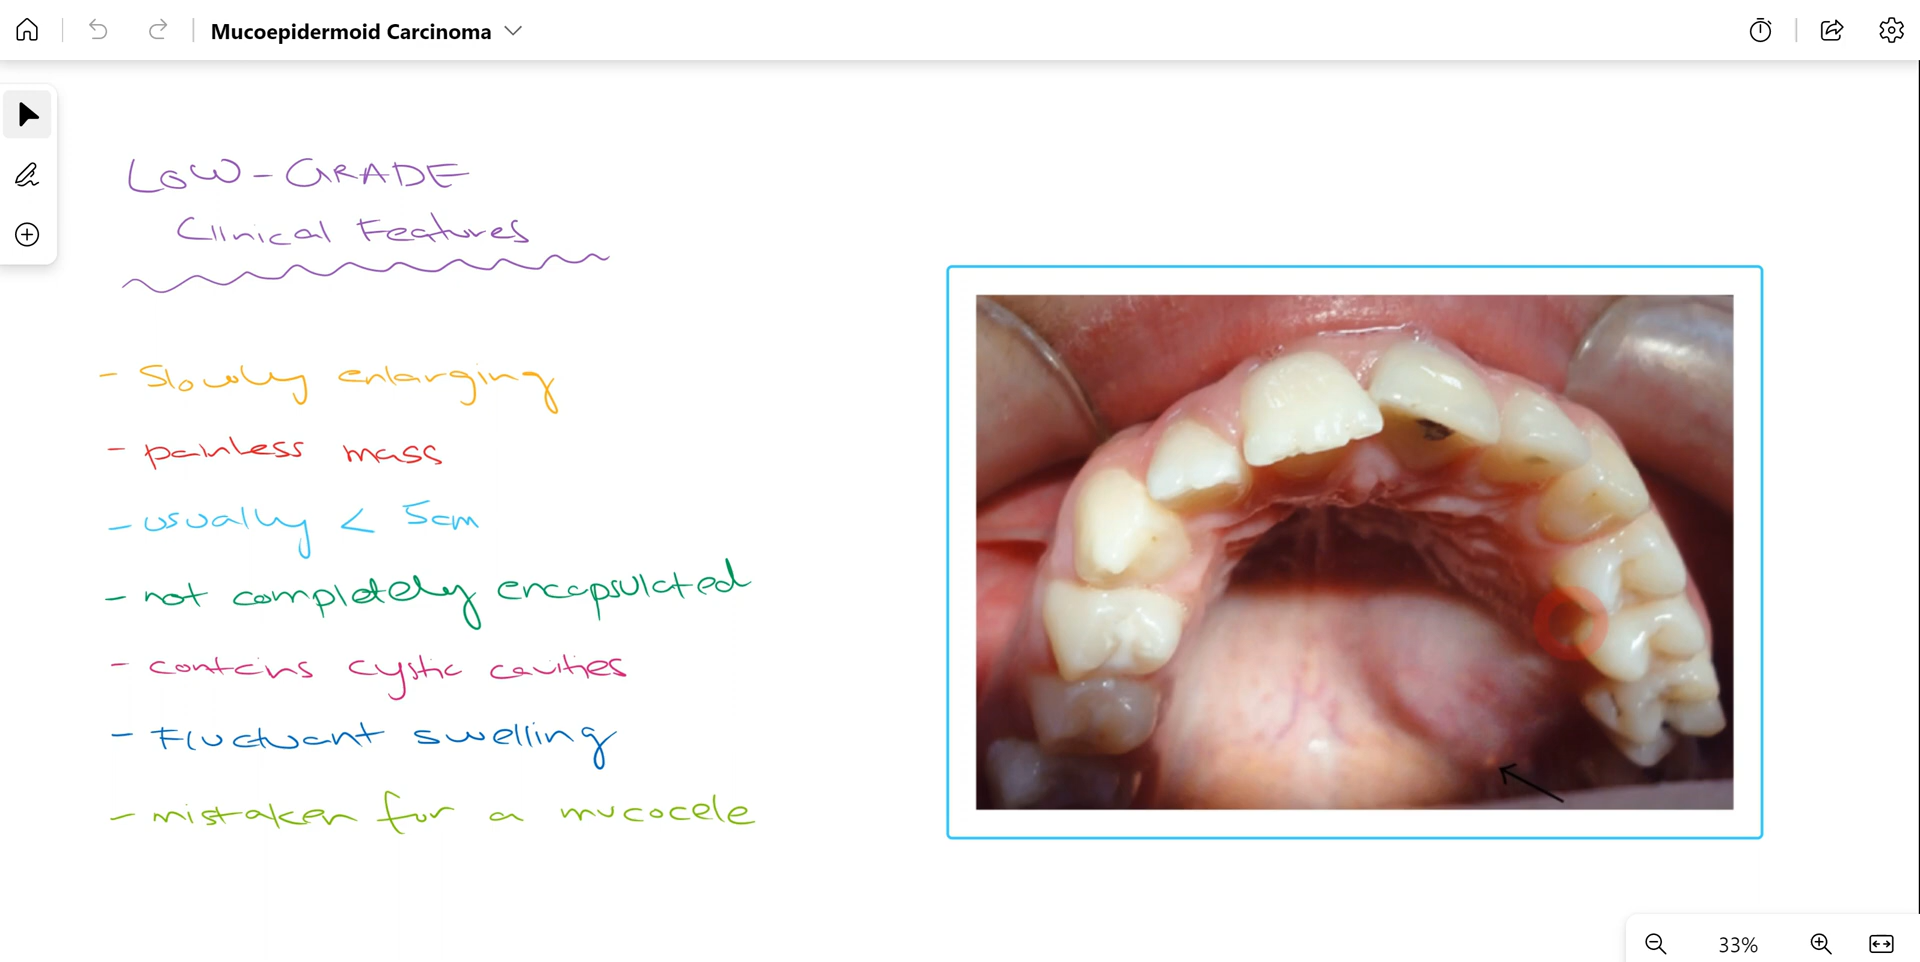 Mucoepidermoid Carcinoma
LOW-GRADE
Clinical Features
- Slowly enlarging
- painless mass
- usually < 5cm
- not completely encapsulated
- contains cystic cavities
- Fluctuant swelling
- mistaken for a mucocele
33%